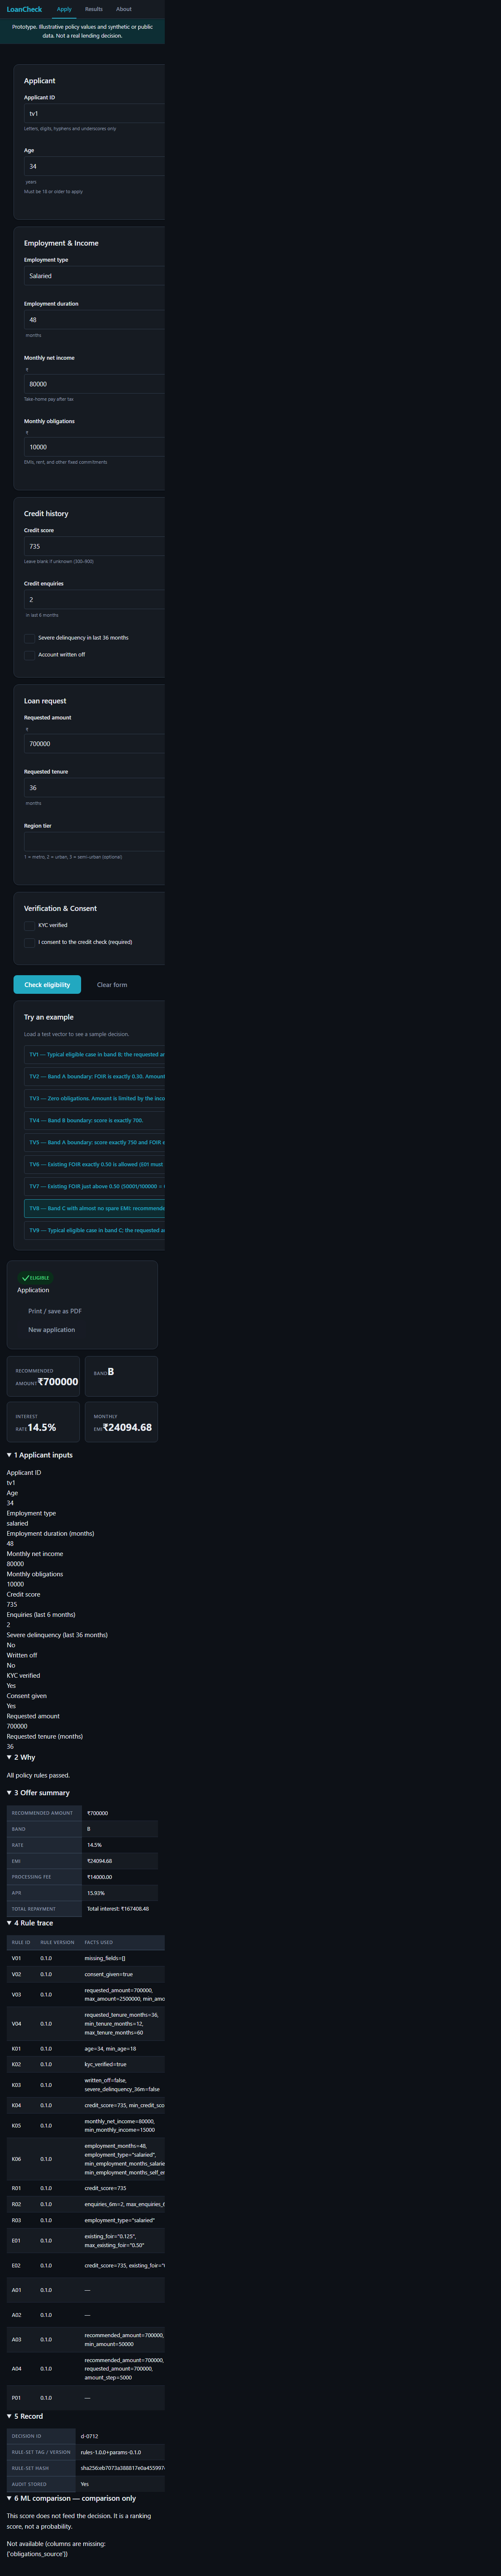 LoanCheck Apply Results About
Prototype. Illustrative policy values and synthetic or public
data. Not a real lending decision.
Applicant
Applicant ID
tv1
Letters, digits, hyphens and underscores only
Age
34
years
Must be 18 or older to apply
Employment & Income
Employment type
Salaried
Employment duration
48
months
Monthly net income
₹
80000
Take-home pay after tax
Monthly obligations
₹
10000
EMIs, rent, and other fixed commitments
Credit history
Credit score
735
Leave blank if unknown (300–900)
Credit enquiries
2
in last 6 months
Severe delinquency in last 36 months
Account written off
Loan request
Requested amount
₹
700000
Requested tenure
36
months
Region tier
1 = metro, 2 = urban, 3 = semi-urban (optional)
Verification & Consent
KYC verified
I consent to the credit check (required)
Check eligibility Clear form
Try an example
Load a test vector to see a sample decision.
TV1 — Typical eligible case in band B: the requested
TV2 — Band A boundary: FOIR is exactly 0.30. Amount
TV3 — Zero obligations. Amount is limited by the
TV4 — Band B boundary: score is exactly 700.
TV5 — Band A boundary: score exactly 750 and FOIR
TV6 — Existing FOIR exactly 0.50 is allowed (E01 must
TV7 — Existing FOIR just above 0.50 (50001/100000 =
TV8 — Band C with almost no spare EMI:
TV9 — Typical eligible case in band C: the requested
ELIGIBLE
Application
Print / save as PDF
New application
RECOMMENDED
AMOUNT ₹700000
BAND B
INTEREST
RATE 14.5%
MONTHLY
EMI ₹24094.68
▼ 1 Applicant inputs
Applicant ID
tv1
Age
34
Employment type
salaried
Employment duration (months)
48
Monthly net income
80000
Monthly obligations
10000
Credit score
735
Enquiries (last 6 months)
2
Severe delinquency (last 36 months)
No
Written off
No
KYC verified
Yes
Consent given
Yes
Requested amount
700000
Requested tenure (months)
36
▼ 2 Why
All policy rules passed.
▼ 3 Offer summary
RECOMMENDED AMOUNT ₹700000
BAND B
RATE 14.5%
EMI ₹24094.68
PROCESSING FEE ₹14000.00
APR 15.93%
TOTAL REPAYMENT Total interest: ₹167408.48
▼ 4 Rule trace
RULE ID RULE VERSION FACTS USED
V01 0.1.0 missing_fields=[]
V02 0.1.0 consent_given=true
V03 0.1.0 requested_amount=700000,
max_amount=2500000,
V04 0.1.0 requested_tenure_months=36,
min_tenure_months=12,
max_tenure_months=60
K01 0.1.0 age=34, min_age=18
K02 0.1.0 kyc_verified=true
K03 0.1.0 written_off=false,
severe_delinquency_36m=false
K04 0.1.0 credit_score=735,
K05 0.1.0 monthly_net_income=80000,
min_monthly_income=15000
K06 0.1.0 employment_months=48,
employment_type="salaried",
R01 0.1.0 credit_score=735
R02 0.1.0 enquiries_6m=2,
R03 0.1.0 employment_type="salaried"
E01 0.1.0 existing_foir="0.125",
max_existing_foir="0.50"
E02 0.1.0 credit_score=735,
A01 0.1.0 —
A02 0.1.0 —
A03 0.1.0 recommended_amount=700000,
min_amount=50000
A04 0.1.0 recommended_amount=700000,
requested_amount=700000,
amount_step=5000
P01 0.1.0 —
▼ 5 Record
DECISION ID d-0712
RULE-SET TAG / VERSION rules-1.0.0+params-0.1.0
RULE-SET HASH
AUDIT STORED Yes
▼ 6 ML comparison — comparison only
This score does not feed the decision. It is a ranking
score, not a probability.
Not available (columns are missing:
{'obligations_source'})